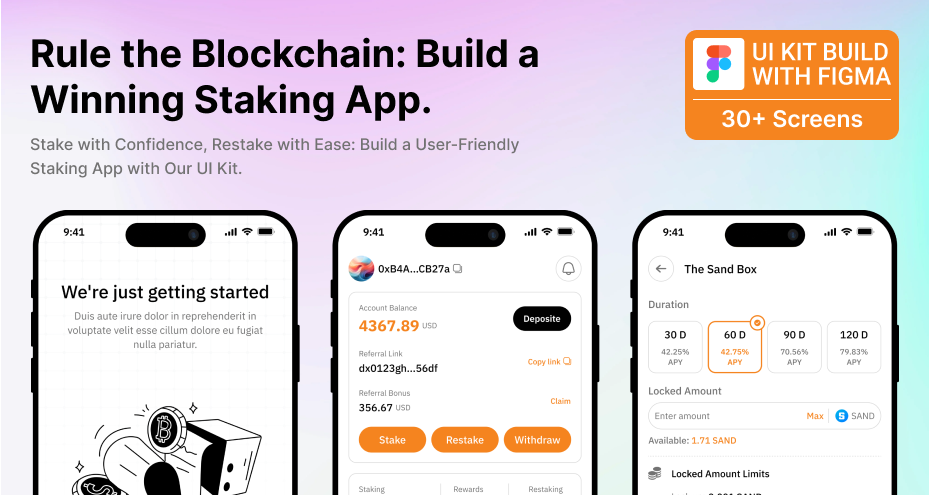 Rule the Blockchain: Build a
Winning Staking App.
Stake with Confidence, Restake with Ease: Build a User-Friendly
Staking App with Our UI Kit.
UI KIT BUILD
WITH FIGMA
30+ Screens
9:41
We're just getting started
Duis aute irure dolor in reprehenderit in
voluptate velit esse cillum dolore eu fugiat
nulla pariatur.
9:41
0xB4A...CB27a
Account Balance
4367.89 USD
Deposite
Referral Link
dx0123gh...56df
Copy link
Referral Bonus
356.67 USD
Claim
Stake Restake Withdraw
Staking Rewards Restaking
9:41
The Sand Box
Duration
30 D 60 D 90 D 120 D
42.25% 42.75% 70.56% 79.83%
APY APY APY APY
Locked Amount
Enter amount Max S SAND
Available: 1.71 SAND
Locked Amount Limits